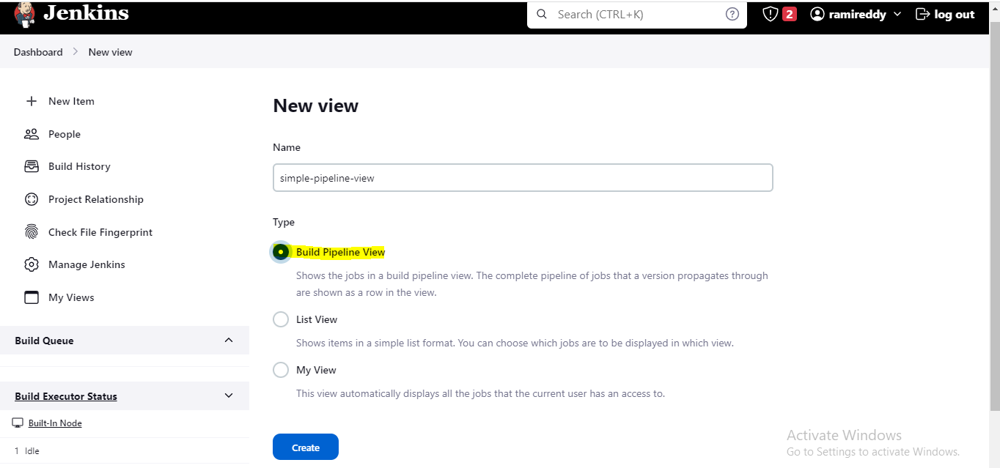 Jenkins
Search (CTRL+K)
?
2
ramireddy
log out
Dashboard
New view
New Item
People
Build History
Project Relationship
Check File Fingerprint
Manage Jenkins
My Views
Build Queue
Build Executor Status
Built-In Node
1 Idle
New view
Name
simple-pipeline-view
Type
Build Pipeline View
Shows the jobs in a build pipeline view. The complete pipeline of jobs that a version propagates through
are shown as a row in the view.
List View
Shows items in a simple list format. You can choose which jobs are to be displayed in which view.
My View
This view automatically displays all the jobs that the current user has an access to.
Create
Activate Windows
Go to Settings to activate Windows.